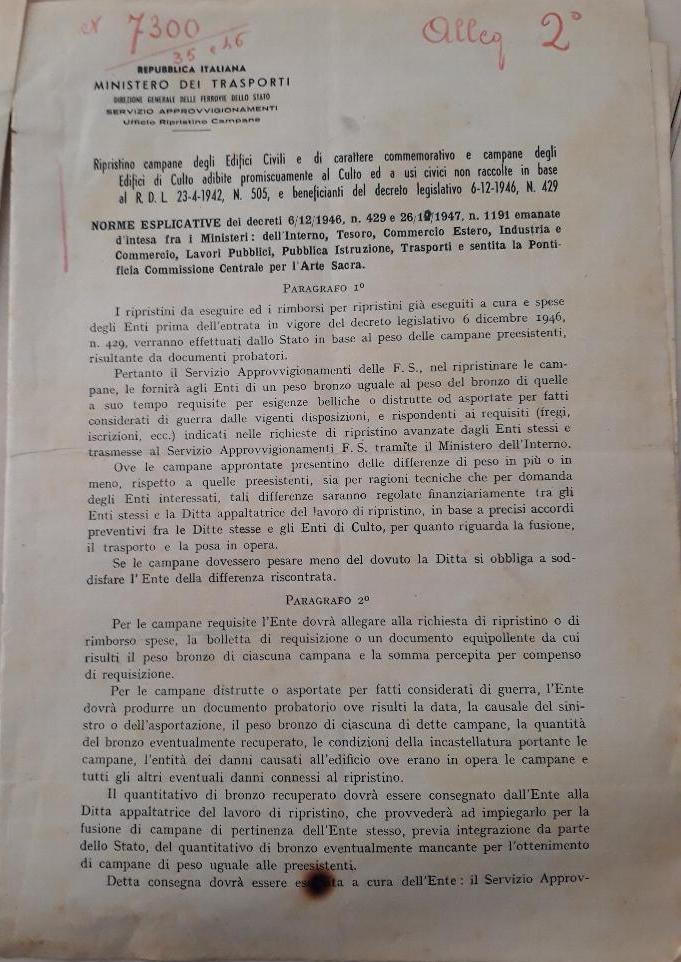 ex 7300
35 e 46
Alleg 2°
REPUBBLICA ITALIANA
MINISTERO DEI TRASPORTI
DIREZIONE GENERALE DELLE FERROVIE DELLO STATO
SERVIZIO APPROVVIGIONAMENTI
Ufficio Ripristino Campane
Ripristino campane degli Edifici Civili e di carattere commemorativo e campane degli
Edifici di Culto adibite promiscuamente al Culto ed a usi civici non raccolte in base
al R. D. L. 23-4-1942, N. 505, e beneficianti del decreto legislativo 6-12-1946, N. 429
NORME ESPLICATIVE dei decreti 6/12/1946, n. 429 e 26/10/1947, n. 1191 emanate
d'intesa fra i Ministeri: dell'Interno, Tesoro, Commercio Estero, Industria e
Commercio, Lavori Pubblici, Pubblica Istruzione, Trasporti e sentita la Ponti-
ficia Commissione Centrale per l'Arte Sacra.
PARAGRAFO 1º
I ripristini da eseguire ed i rimborsi per ripristini già eseguiti a cura e spese
degli Enti prima dell'entrata in vigore del decreto legislativo 6 dicembre 1946,
n. 429, verranno effettuati dallo Stato in base al peso delle campane preesistenti,
risultante da documenti probatori.
Pertanto il Servizio Approvvigionamenti delle F. S., nel ripristinare le cam-
pane, le fornirà agli Enti di un peso bronzo uguale al peso del bronzo di quelle
a suo tempo requisite per esigenze belliche o distrutte od asportate per fatti
considerati di guerra dalle vigenti disposizioni, e rispondenti ai requisiti (fregi,
iscrizioni, ecc.) indicati nelle richieste di ripristino avanzate dagli Enti stessi e
trasmesse al Servizio Approvvigionamenti F. S. tramite il Ministero dell'Interno.
Ove le campane approntate presentino delle differenze di peso in più o in
meno, rispetto a quelle preesistenti, sia per ragioni tecniche che per domanda
degli Enti interessati, tali differenze saranno regolate finanziariamente tra gli
Enti stessi e la Ditta appaltatrice del lavoro di ripristino, in base a precisi accordi
preventivi fra le Ditte stesse e gli Enti di Culto, per quanto riguarda la fusione,
il trasporto e la posa in opera.
Se le campane dovessero pesare meno del dovuto la Ditta si obbliga a sod-
disfare l'Ente della differenza riscontrata.
PARAGRAFO 2º
Per le campane requisite l'Ente dovrà allegare alla richiesta di ripristino o di
rimborso spese, la bolletta di requisizione o un documento equipollente da cui
risulti il peso bronzo di ciascuna campana e la somma percepita per compenso
di requisizione.
Per le campane distrutte o asportate per fatti considerati di guerra, l'Ente
dovrà produrre un documento probatorio ove risulti la data, la causale del sini-
stro o dell'asportazione, il peso bronzo di ciascuna di dette campane, la quantità
del bronzo eventualmente recuperato, le condizioni della incastellatura portante le
campane, l'entità dei danni causati all'edificio ove erano in opera le campane e
tutti gli altri eventuali danni connessi al ripristino.
Il quantitativo di bronzo recuperato dovrà essere consegnato dall'Ente alla
Ditta appaltatrice del lavoro di ripristino, che provvederà ad impiegarlo per la
fusione di campane di pertinenza dell'Ente stesso, previa integrazione da parte
dello Stato, del quantitativo di bronzo eventualmente mancante per l'ottenimento
di campane di peso uguale alle preesistenti.
Detta consegna dovrà essere a cura dell'Ente: il Servizio Approv-